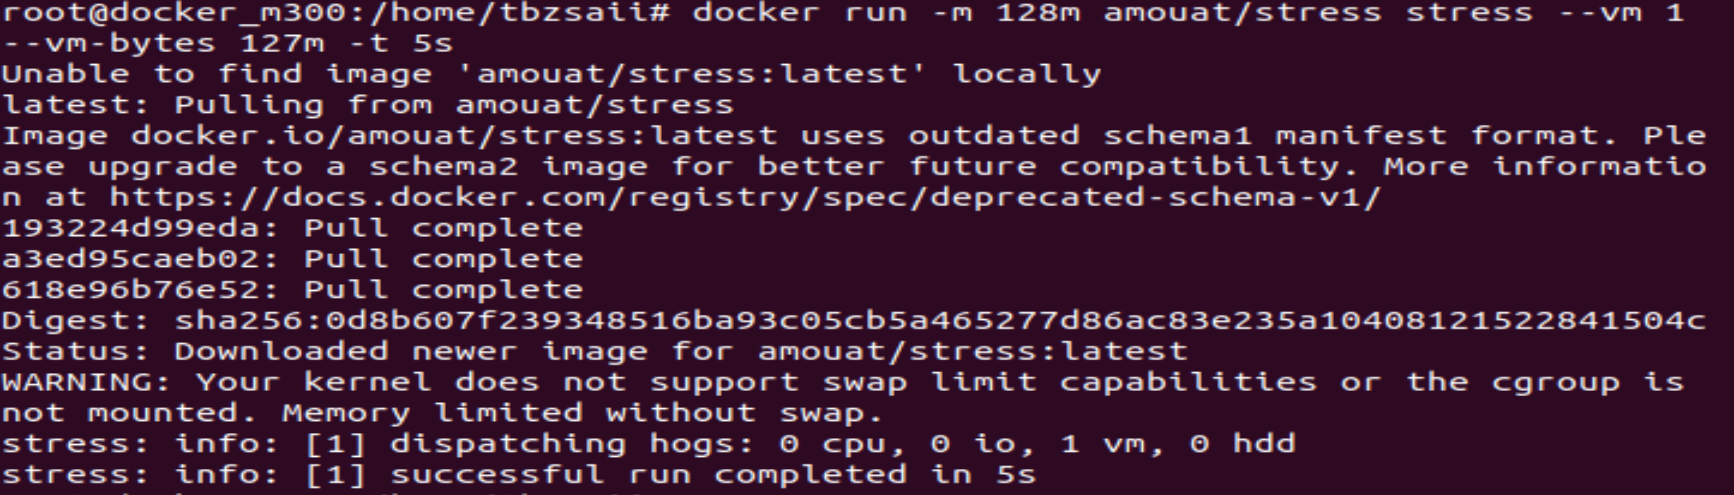 root@docker_m300:/home/tbzsaii# docker run -m 128m amouat/stress stress --vm 1
--vm-bytes 127m -t 5s
Unable to find image 'amouat/stress:latest' locally
latest: Pulling from amouat/stress
Image docker.io/amouat/stress:latest uses outdated schema1 manifest format. Ple
ase upgrade to a schema2 image for better future compatibility. More informatio
n at https://docs.docker.com/registry/spec/deprecated-schema-v1/
193224d99eda: Pull complete
a3ed95caeb02: Pull complete
618e96b76e52: Pull complete
Digest: sha256:0d8b607f239348516ba93c05cb5a465277d86ac83e235a104081215228841504c
Status: Downloaded newer image for amouat/stress:latest
WARNING: Your kernel does not support swap limit capabilities or the cgroup is
not mounted. Memory limited without swap.
stress: info: [1] dispatching hogs: 0 cpu, 0 io, 1 vm, 0 hdd
stress: info: [1] successful run completed in 5s